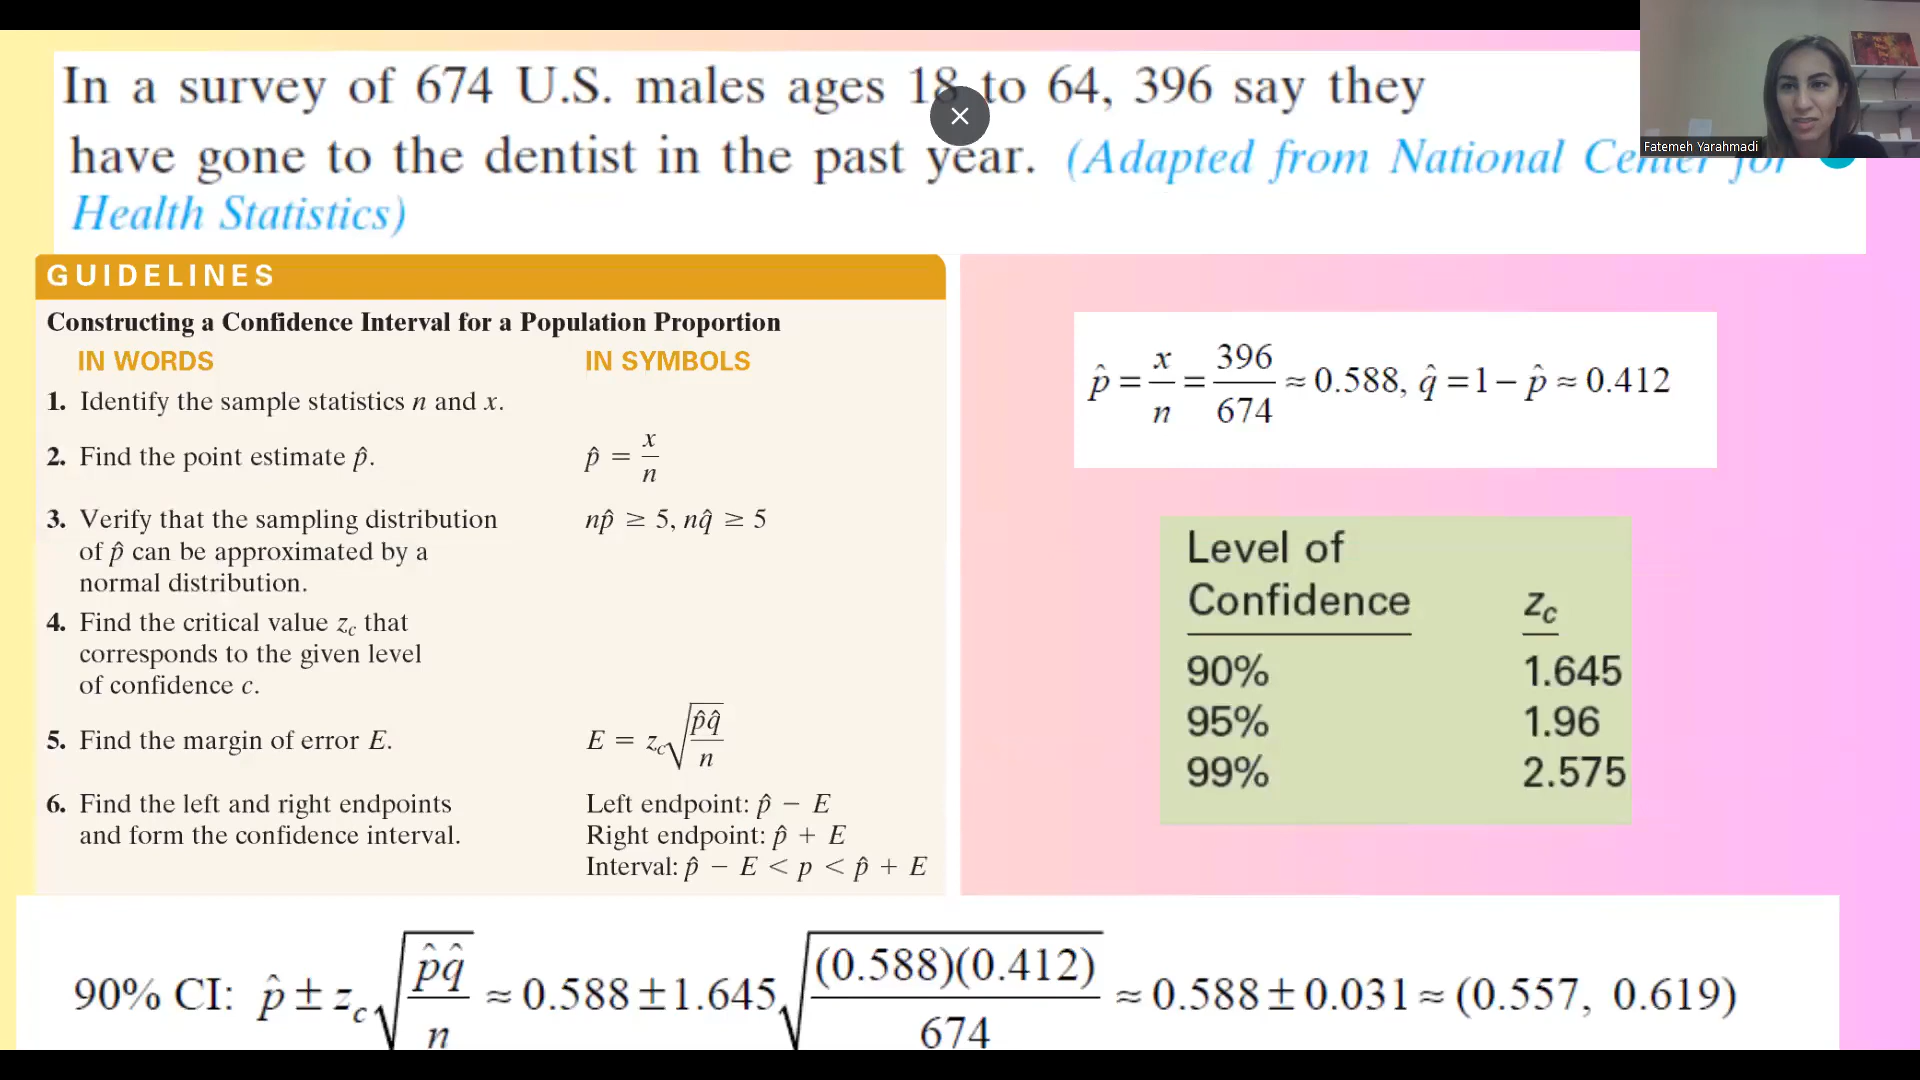 In a survey of 674 U.S. males ages 18 to 64, 396 say they
have gone to the dentist in the past year. (Adapted from National Center for
Health Statistics)
Fatemeh Yarahmadi
GUIDELINES
Constructing a Confidence Interval for a Population Proportion
IN WORDS IN SYMBOLS
1. Identify the sample statistics n and x.
2. Find the point estimate p̂. p̂ = x/n
3. Verify that the sampling distribution np̂ ≥ 5, nq̂ ≥ 5
of p̂ can be approximated by a
normal distribution.
4. Find the critical value z_c that
corresponds to the given level
of confidence c.
5. Find the margin of error E. E = z_c√(p̂q̂/n)
6. Find the left and right endpoints Left endpoint: p̂ − E
and form the confidence interval. Right endpoint: p̂ + E
Interval: p̂ − E < p < p̂ + E
p̂ = x/n = 396/674 ≈ 0.588, q̂ = 1 − p̂ ≈ 0.412
Level of
Confidence z_c
90% 1.645
95% 1.96
99% 2.575
90% CI: p̂ ± z_c√(p̂q̂/n) ≈ 0.588 ± 1.645√((0.588)(0.412)/674) ≈ 0.588 ± 0.031 ≈ (0.557, 0.619)